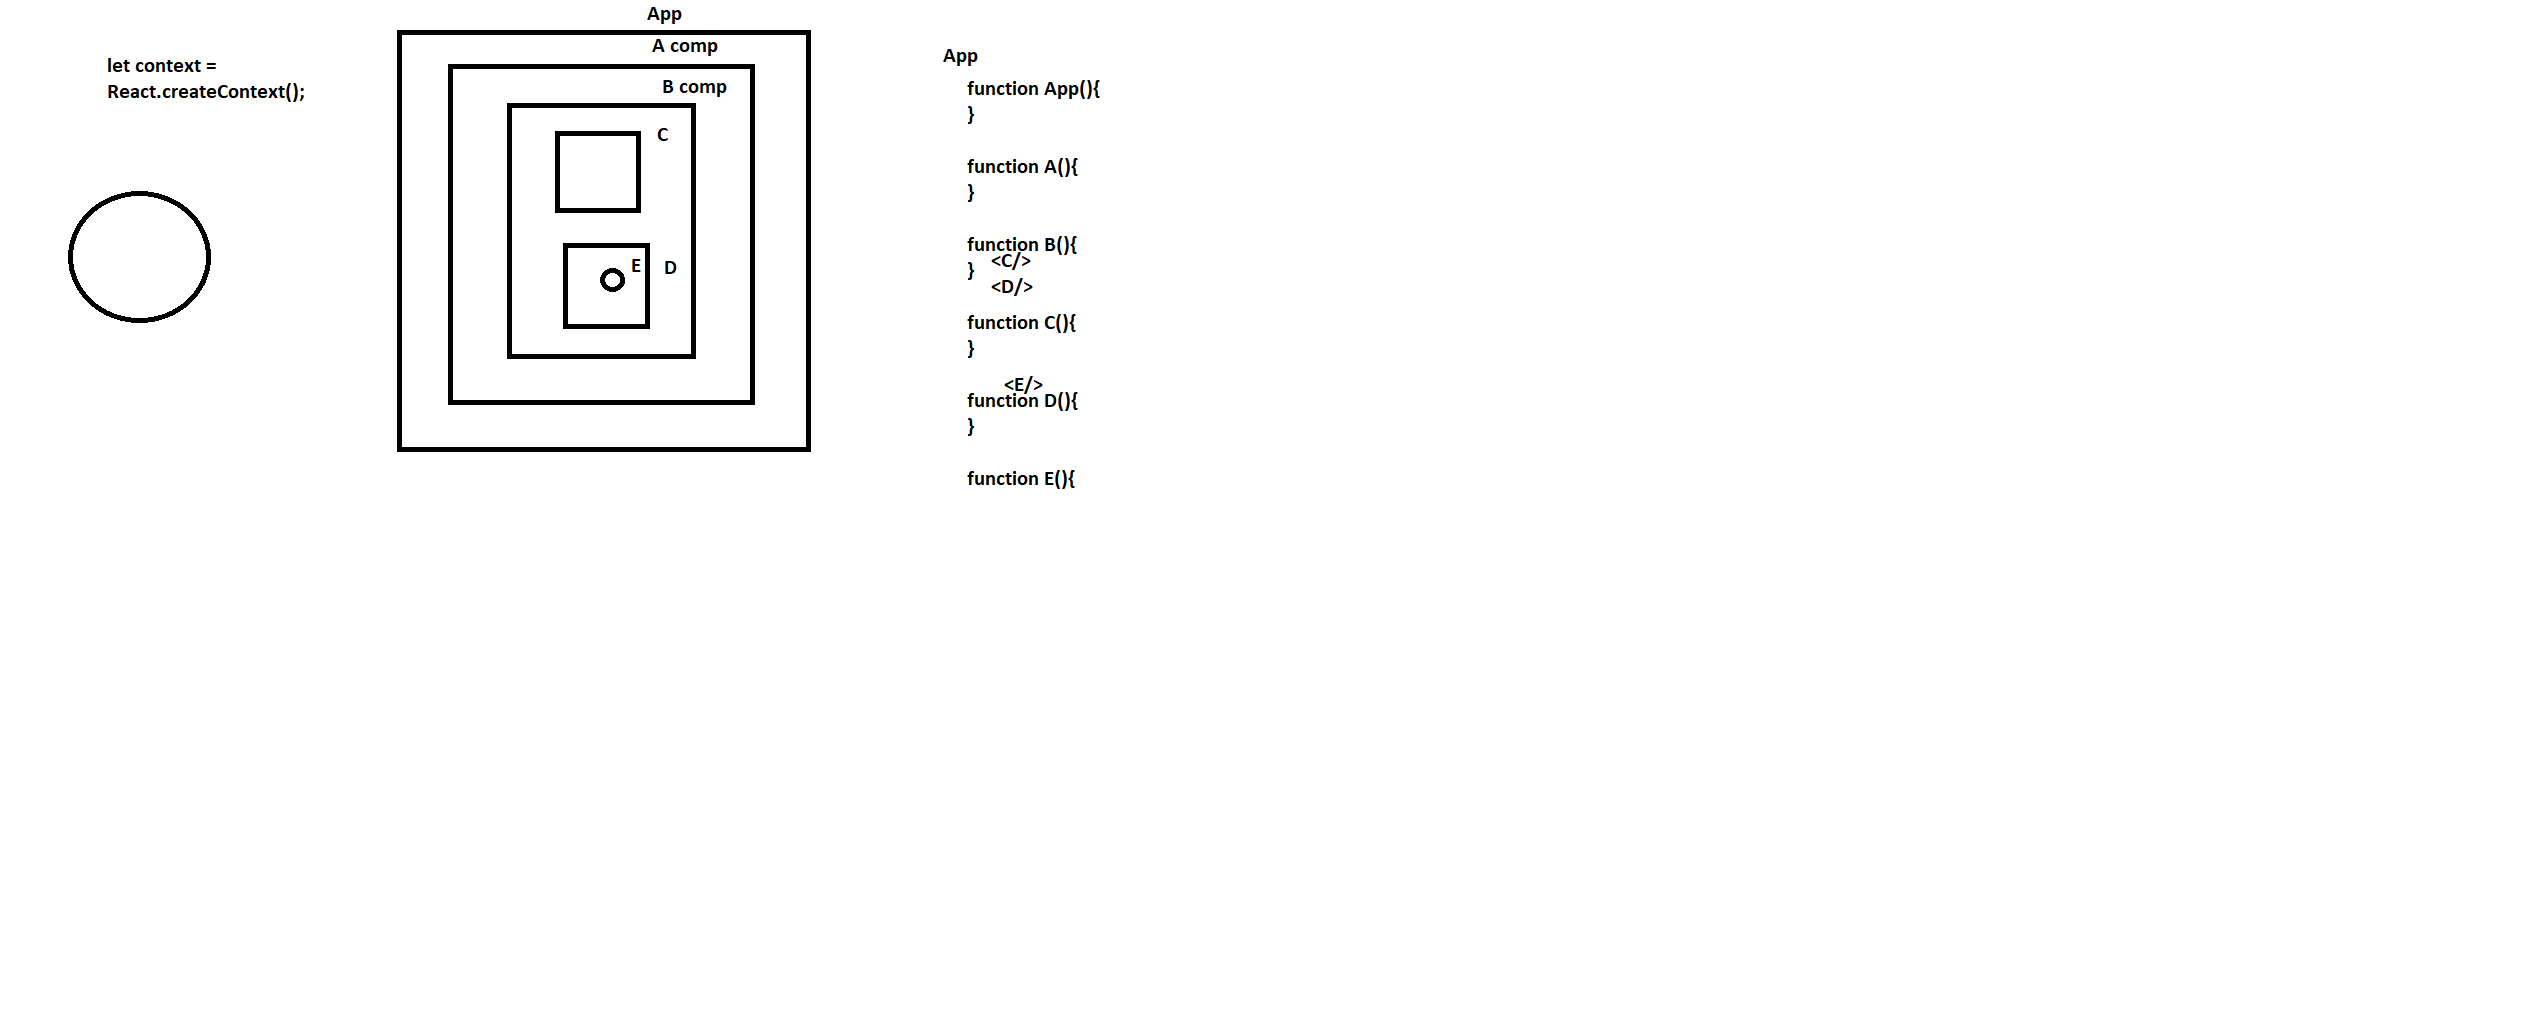 let context =
React.createContext();
App
A comp
B comp
C
E
D
App
function App(){
}
function A(){
}
function B(){
<C/>
}
<D/>
function C(){
}
<E/>
function D(){
}
function E(){